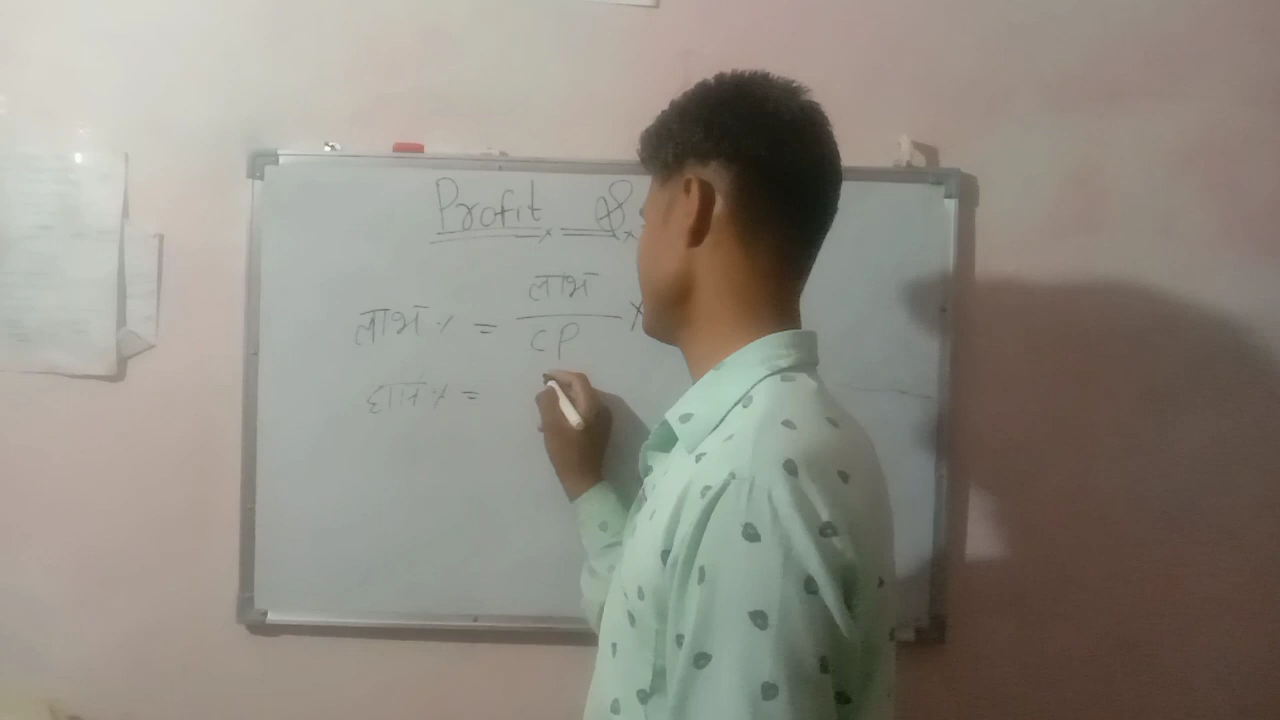 Profit &
लाभ% = लाभ/CP ×
हानि% =